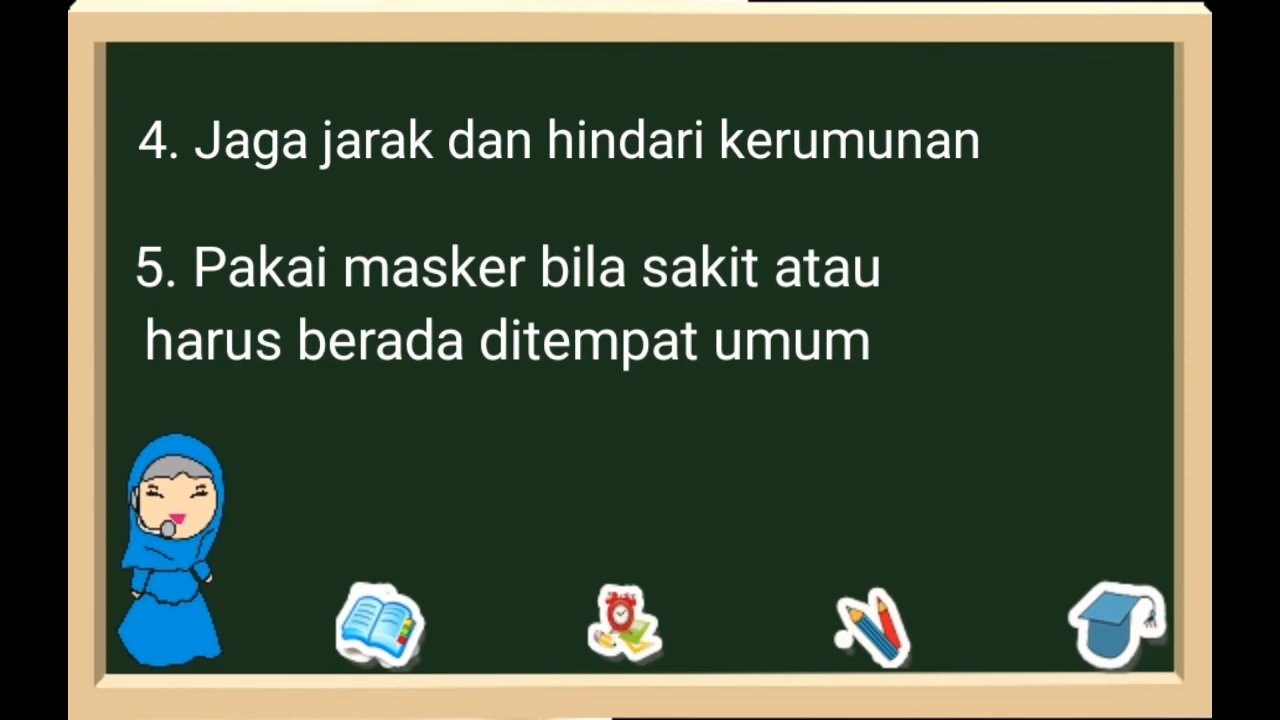 4. Jaga jarak dan hindari kerumunan
5. Pakai masker bila sakit atau
harus berada ditempat umum